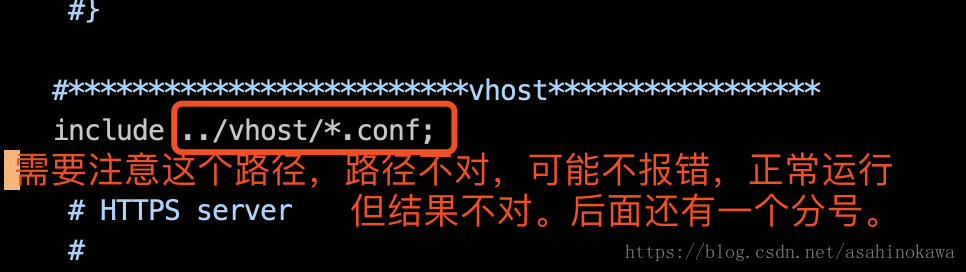 #}
#*************************vhost*****************
include ../vhost/*.conf;
需要注意这个路径，路径不对，可能不报错，正常运行
# HTTPS server 但结果不对。后面还有一个分号。
#
https://blog.csdn.net/asahinokawa